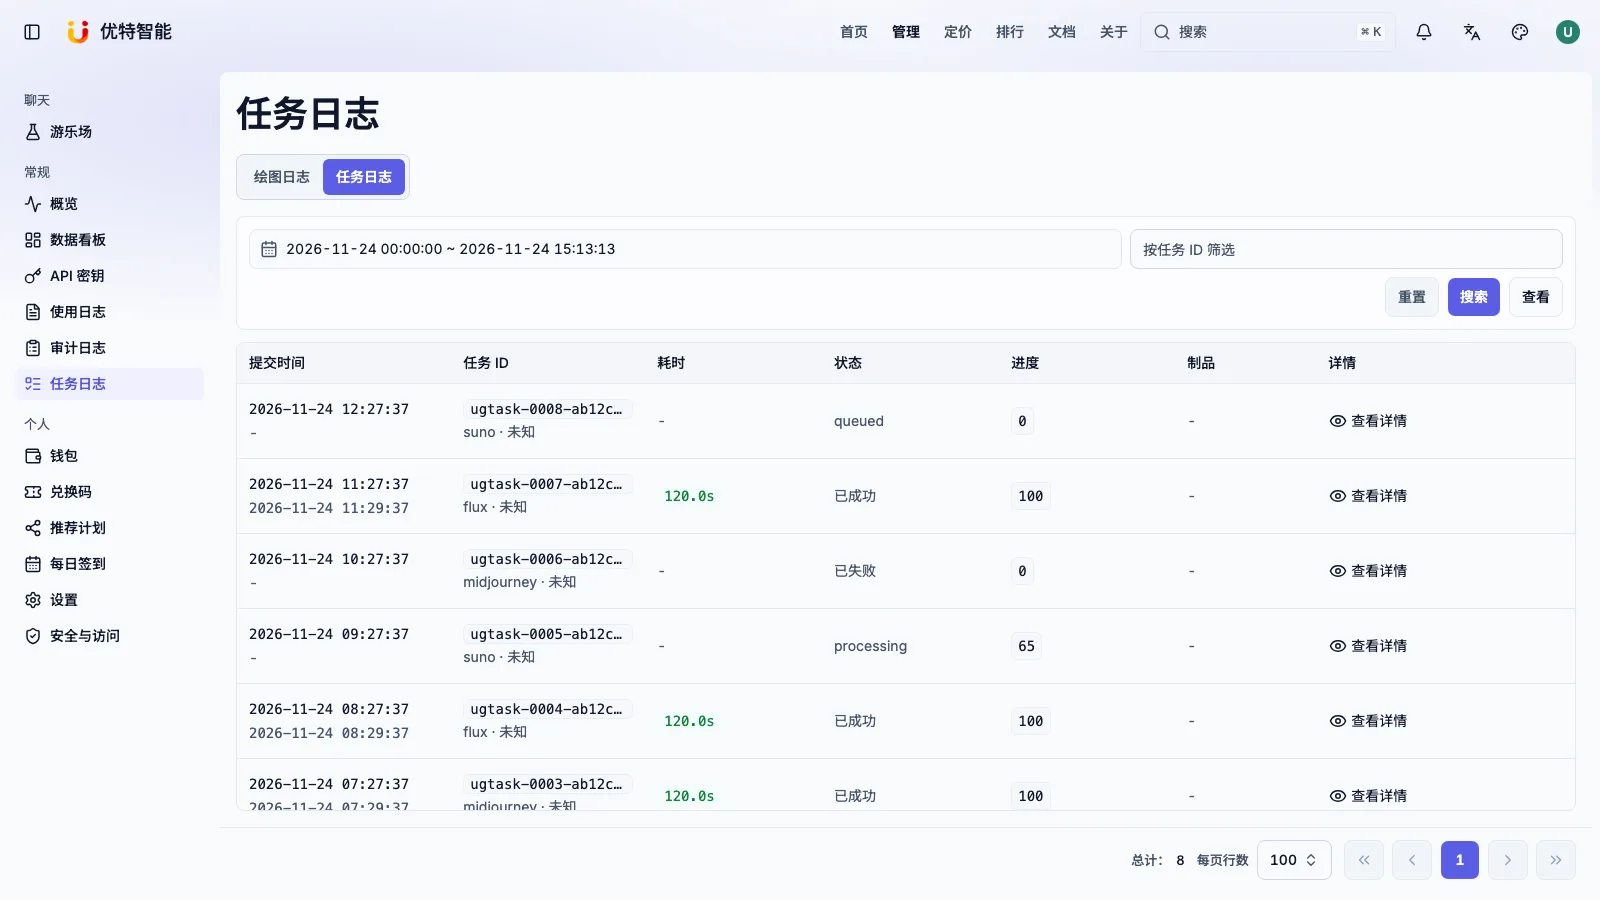 优特智能
首页 管理 定价 排行 文档 关于 搜索 ⌘ K U
聊天
游乐场
常规
概览
数据看板
API 密钥
使用日志
审计日志
任务日志
个人
钱包
兑换码
推荐计划
每日签到
设置
安全与访问
任务日志
绘图日志 任务日志
2026-11-24 00:00:00 ~ 2026-11-24 15:13:13 按任务 ID 筛选
重置 搜索 查看
提交时间 任务 ID 耗时 状态 进度 制品 详情
2026-11-24 12:27:37 ugtask-0008-ab12c…
- suno · 未知 - queued 0 - 查看详情
2026-11-24 11:27:37 ugtask-0007-ab12c…
2026-11-24 11:29:37 flux · 未知 120.0s 已成功 100 - 查看详情
2026-11-24 10:27:37 ugtask-0006-ab12c…
- midjourney · 未知 - 已失败 0 - 查看详情
2026-11-24 09:27:37 ugtask-0005-ab12c…
- suno · 未知 - processing 65 - 查看详情
2026-11-24 08:27:37 ugtask-0004-ab12c…
2026-11-24 08:29:37 flux · 未知 120.0s 已成功 100 - 查看详情
2026-11-24 07:27:37 ugtask-0003-ab12c…
2026-11-24 07:29:37 midjourney · 未知 120.0s 已成功 100 - 查看详情
总计： 8 每页行数 100 « ‹ 1 › »